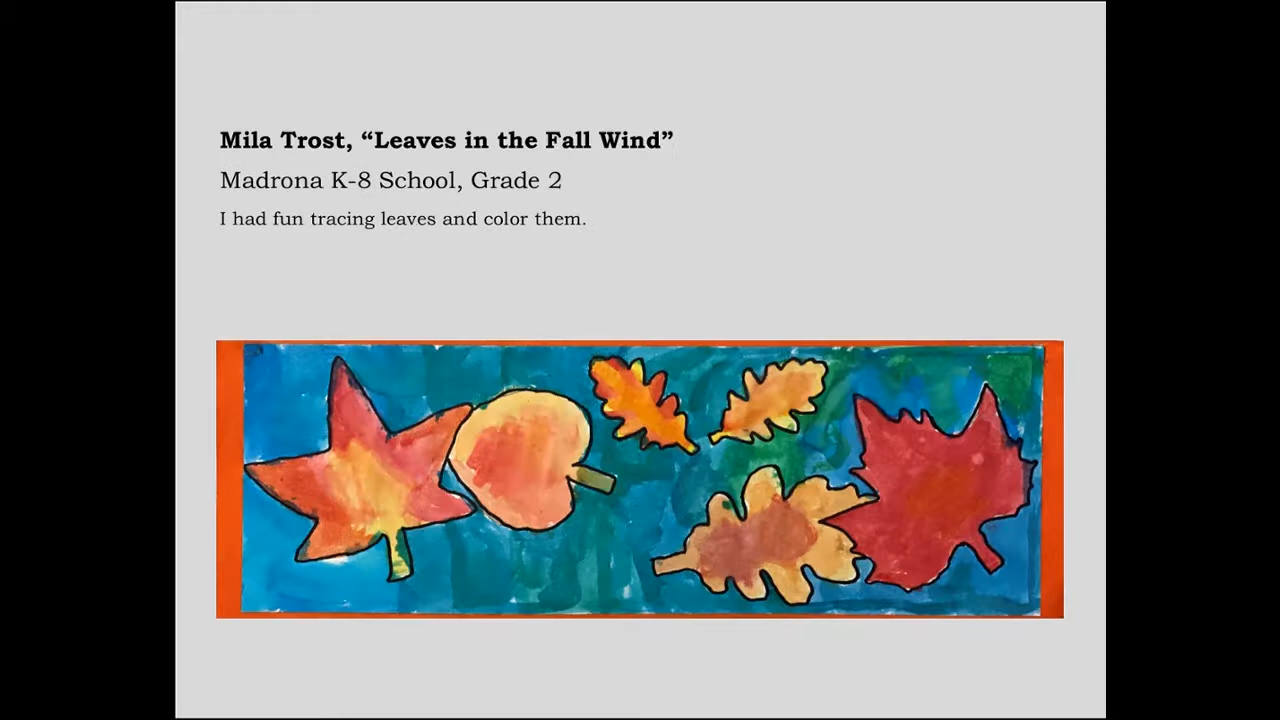 Mila Trost, “Leaves in the Fall Wind”
Madrona K-8 School, Grade 2
I had fun tracing leaves and color them.